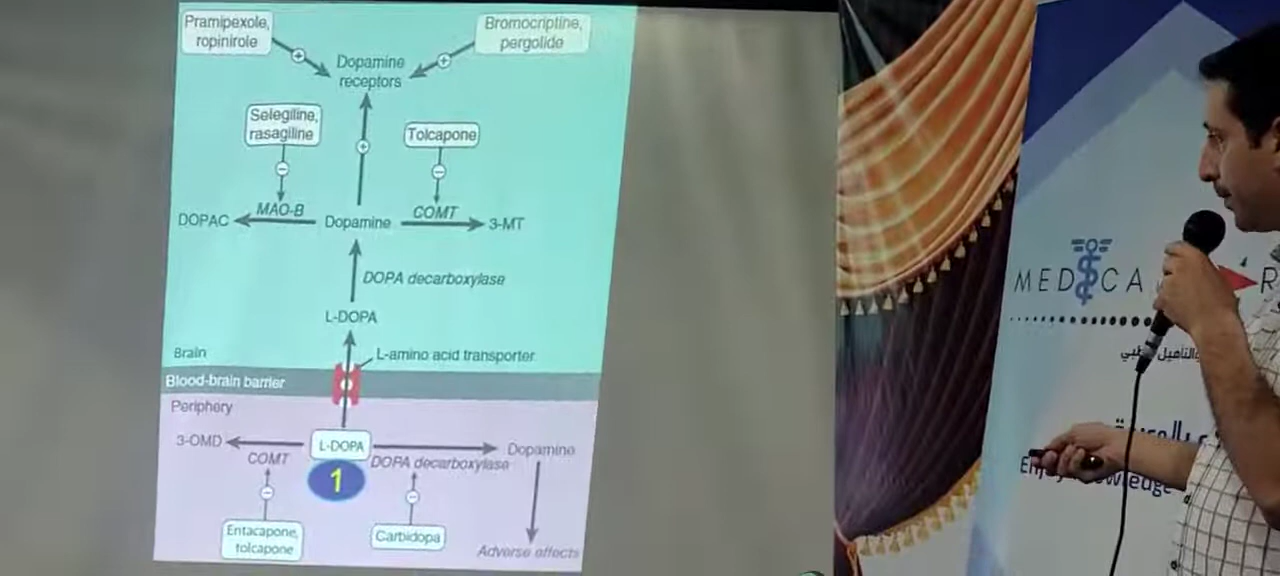 Pramipexole,
ropinirole
Bromocriptine,
pergolide
Dopamine
receptors
Selegiline,
rasagiline
Tolcapone
DOPAC
MAO-B
Dopamine
COMT
3-MT
DOPA decarboxylase
L-DOPA
L-amino acid transporter
Brain
Blood-brain barrier
Periphery
3-OMD
L-DOPA
Dopamine
COMT
DOPA decarboxylase
1
Entacapone,
tolcapone
Carbidopa
Adverse effects
MEDICA
R